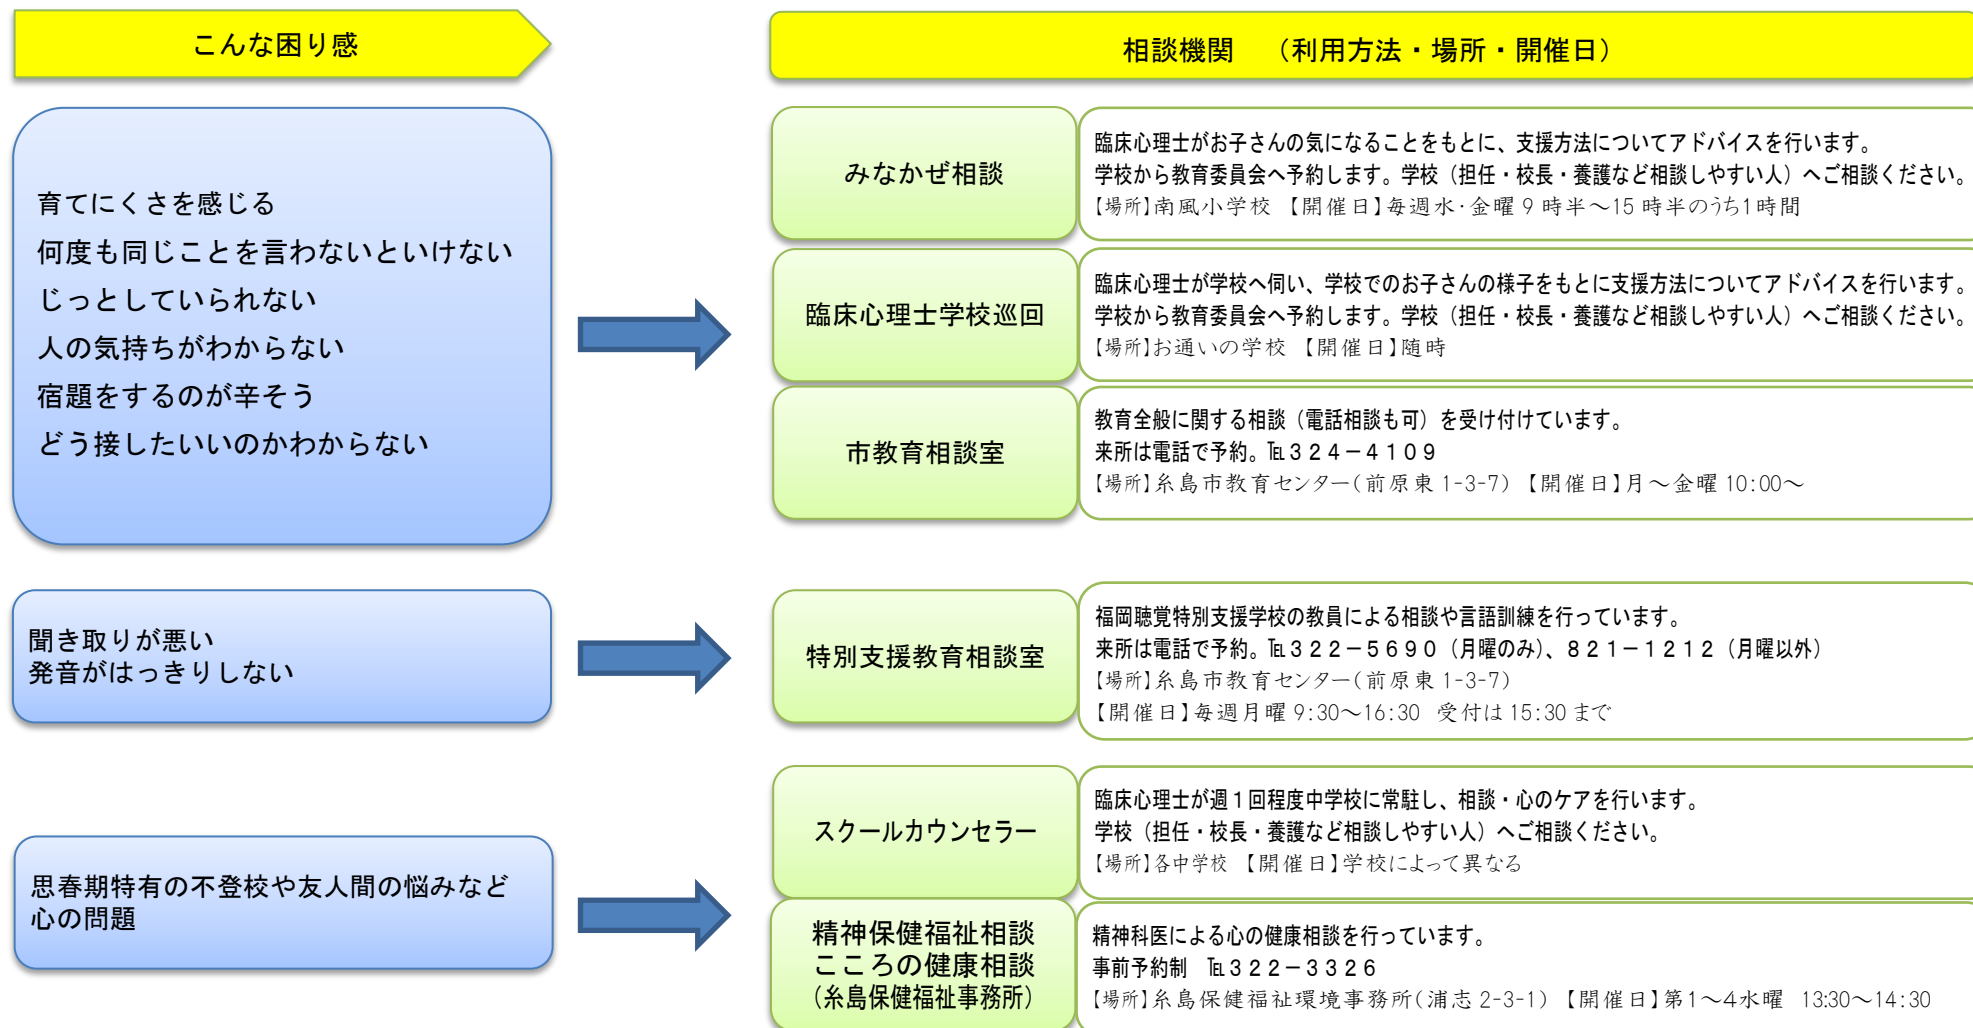 こんな困り感
相談機関　（利用方法・場所・開催日）
育てにくさを感じる
何度も同じことを言わないといけない
じっとしていられない
人の気持ちがわからない
宿題をするのが辛そう
どう接したいいのかわからない
みなかぜ相談
臨床心理士がお子さんの気になることをもとに、支援方法についてアドバイスを行います。
学校から教育委員会へ予約します。学校（担任・校長・養護など相談しやすい人）へご相談ください。
【場所】南風小学校 【開催日】毎週水・金曜９時半～15時半のうち1時間
臨床心理士学校巡回
臨床心理士が学校へ伺い、学校でのお子さんの様子をもとに支援方法についてアドバイスを行います。
学校から教育委員会へ予約します。学校（担任・校長・養護など相談しやすい人）へご相談ください。
【場所】お通いの学校 【開催日】随時
市教育相談室
教育全般に関する相談（電話相談も可）を受け付けています。
来所は電話で予約。℡３２４－４１０９
【場所】糸島市教育センター（前原東1-3-7） 【開催日】月～金曜10:00～
聞き取りが悪い
発音がはっきりしない
特別支援教育相談室
福岡聴覚特別支援学校の教員による相談や言語訓練を行っています。
来所は電話で予約。℡３２２－５６９０（月曜のみ）、８２１－１２１２（月曜以外）
【場所】糸島市教育センター（前原東1-3-7）
【開催日】毎週月曜9:30～16:30 受付は15:30まで
思春期特有の不登校や友人間の悩みなど
心の問題
スクールカウンセラー
臨床心理士が週１回程度中学校に常駐し、相談・心のケアを行います。
学校（担任・校長・養護など相談しやすい人）へご相談ください。
【場所】各中学校 【開催日】学校によって異なる
精神保健福祉相談
こころの健康相談
（糸島保健福祉事務所）
精神科医による心の健康相談を行っています。
事前予約制　℡３２２－３３２６
【場所】糸島保健福祉環境事務所（浦志2-3-1） 【開催日】第1～4水曜 13:30～14:30